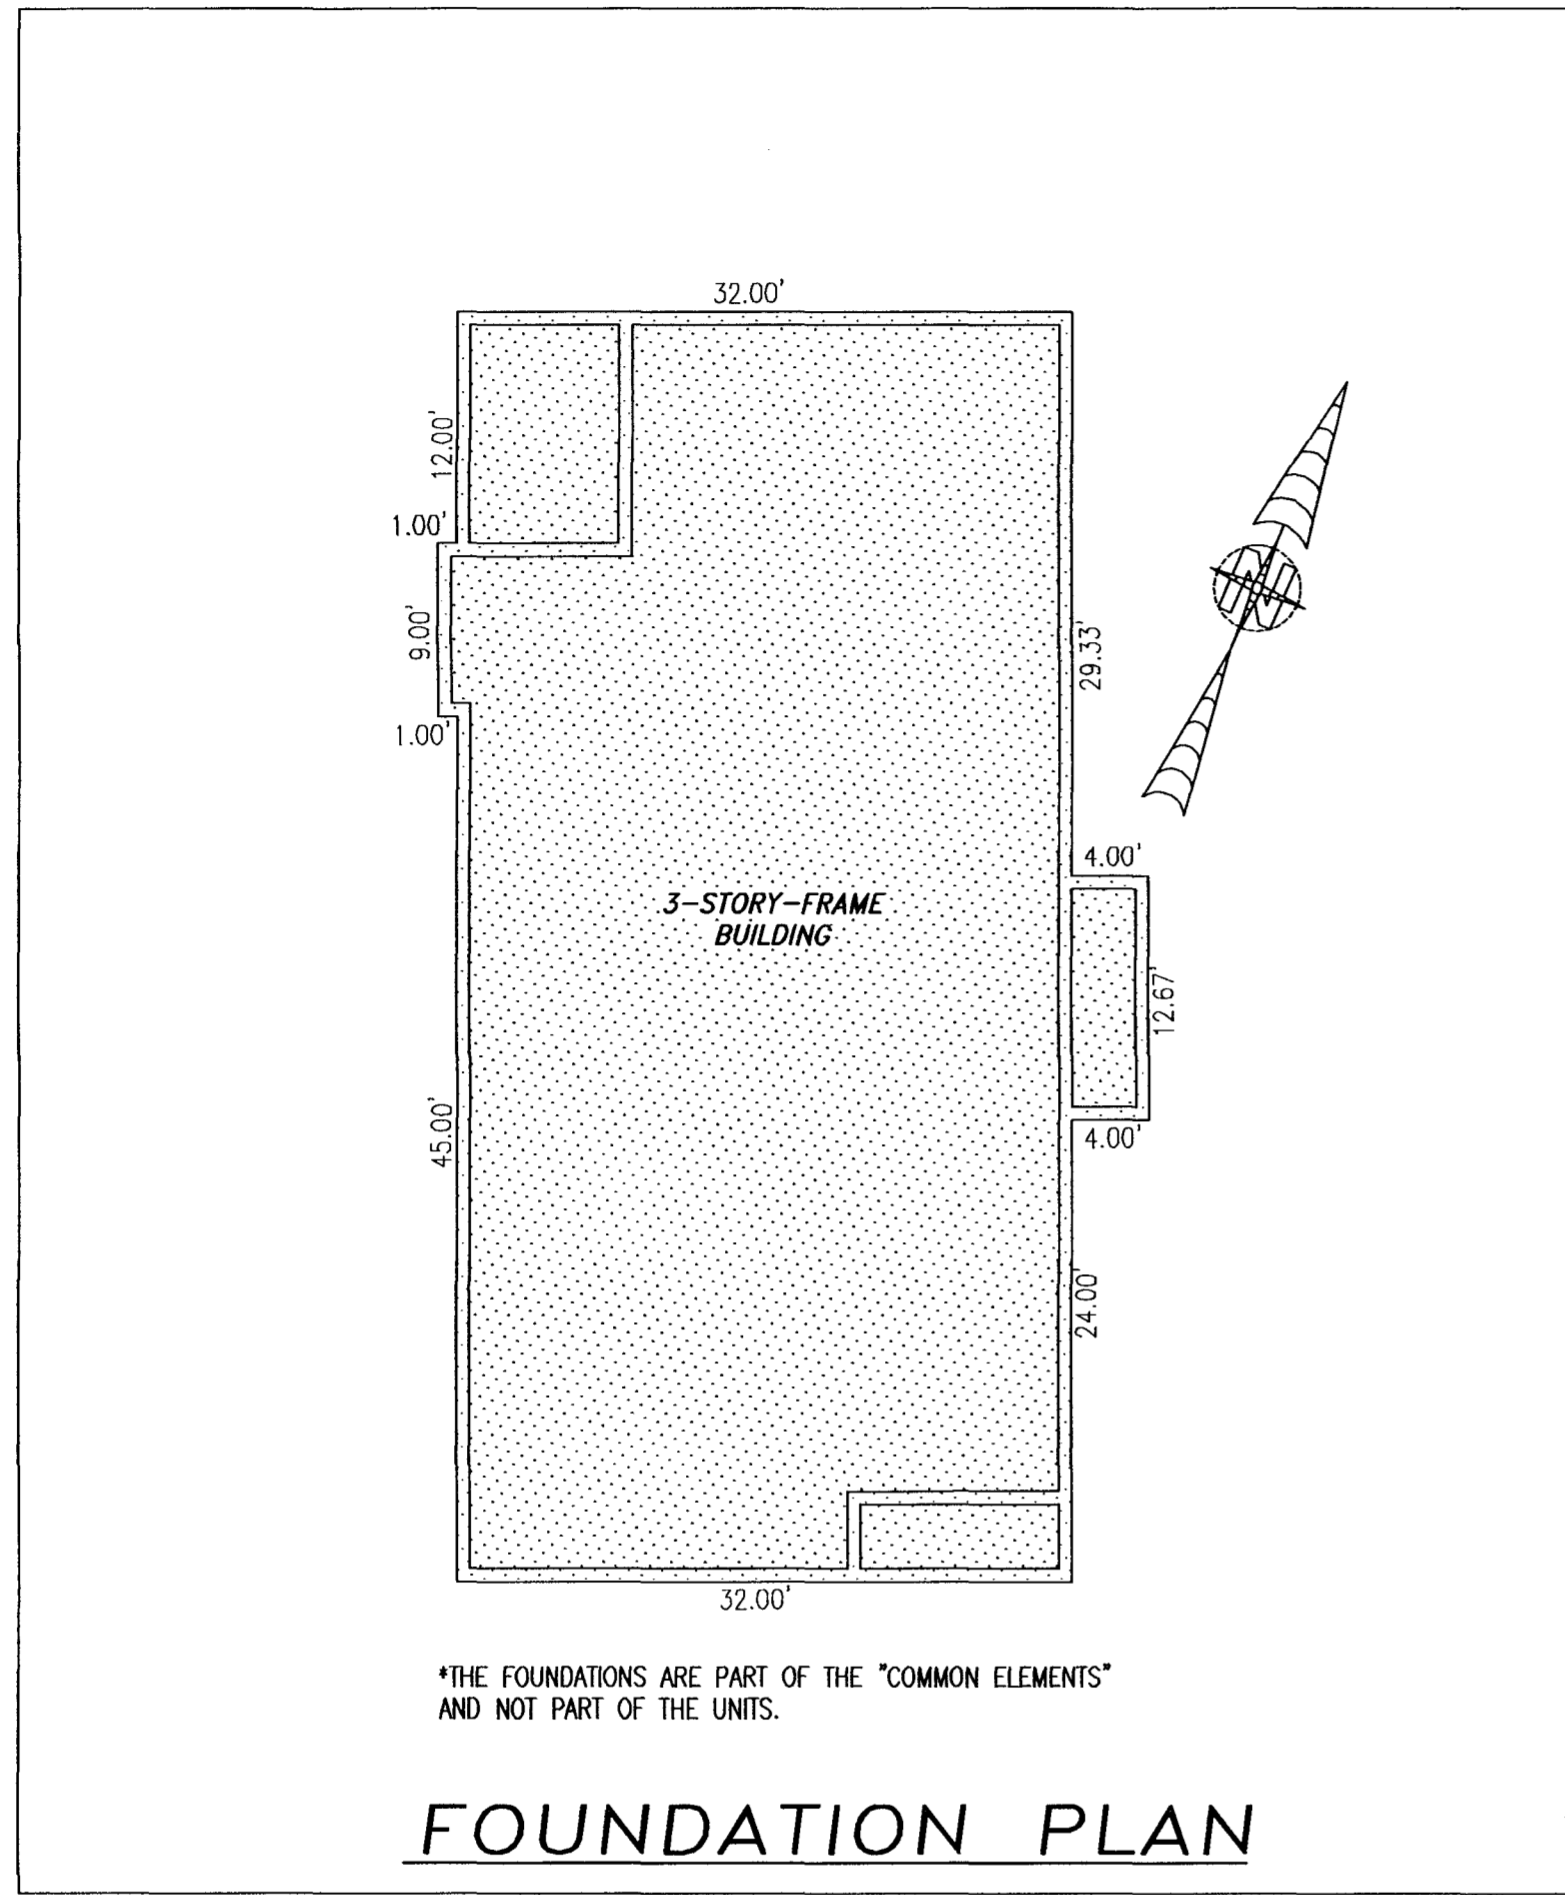 32.00'
12.00'
1.00'
9.00'
29.33'
1.00'
4.00'
3-STORY-FRAME
BUILDING
12.67'
45.00'
4.00'
24.00'
32.00'
*THE FOUNDATIONS ARE PART OF THE "COMMON ELEMENTS"
AND NOT PART OF THE UNITS.
FOUNDATION PLAN
N